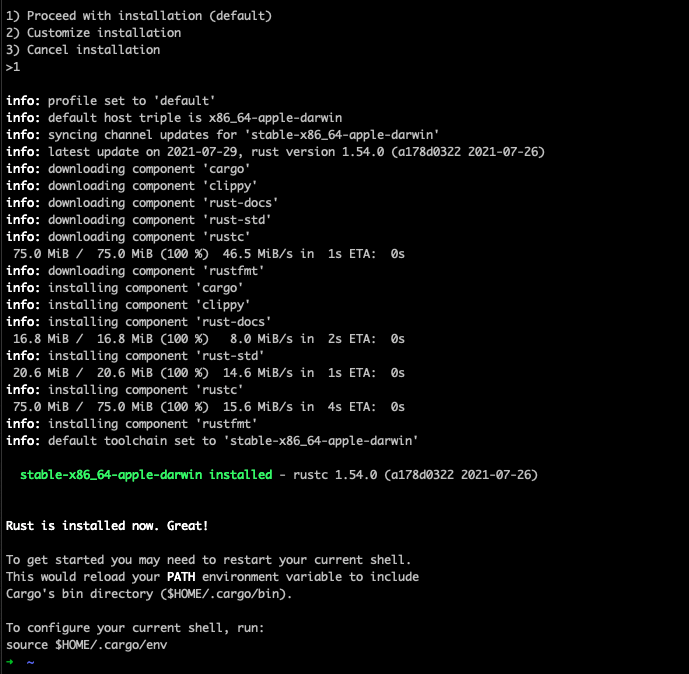 1) Proceed with installation (default)
2) Customize installation
3) Cancel installation
>1
info: profile set to 'default'
info: default host triple is x86_64-apple-darwin
info: syncing channel updates for 'stable-x86_64-apple-darwin'
info: latest update on 2021-07-29, rust version 1.54.0 (a178d0322 2021-07-26)
info: downloading component 'cargo'
info: downloading component 'clippy'
info: downloading component 'rust-docs'
info: downloading component 'rust-std'
info: downloading component 'rustc'
 75.0 MiB /  75.0 MiB (100 %)  46.5 MiB/s in  1s ETA:  0s
info: downloading component 'rustfmt'
info: installing component 'cargo'
info: installing component 'clippy'
info: installing component 'rust-docs'
 16.8 MiB /  16.8 MiB (100 %)   8.0 MiB/s in  2s ETA:  0s
info: installing component 'rust-std'
 20.6 MiB /  20.6 MiB (100 %)  14.6 MiB/s in  1s ETA:  0s
info: installing component 'rustc'
 75.0 MiB /  75.0 MiB (100 %)  15.6 MiB/s in  4s ETA:  0s
info: installing component 'rustfmt'
info: default toolchain set to 'stable-x86_64-apple-darwin'
  stable-x86_64-apple-darwin installed - rustc 1.54.0 (a178d0322 2021-07-26)
Rust is installed now. Great!
To get started you may need to restart your current shell.
This would reload your PATH environment variable to include
Cargo's bin directory ($HOME/.cargo/bin).
To configure your current shell, run:
source $HOME/.cargo/env
➜  ~